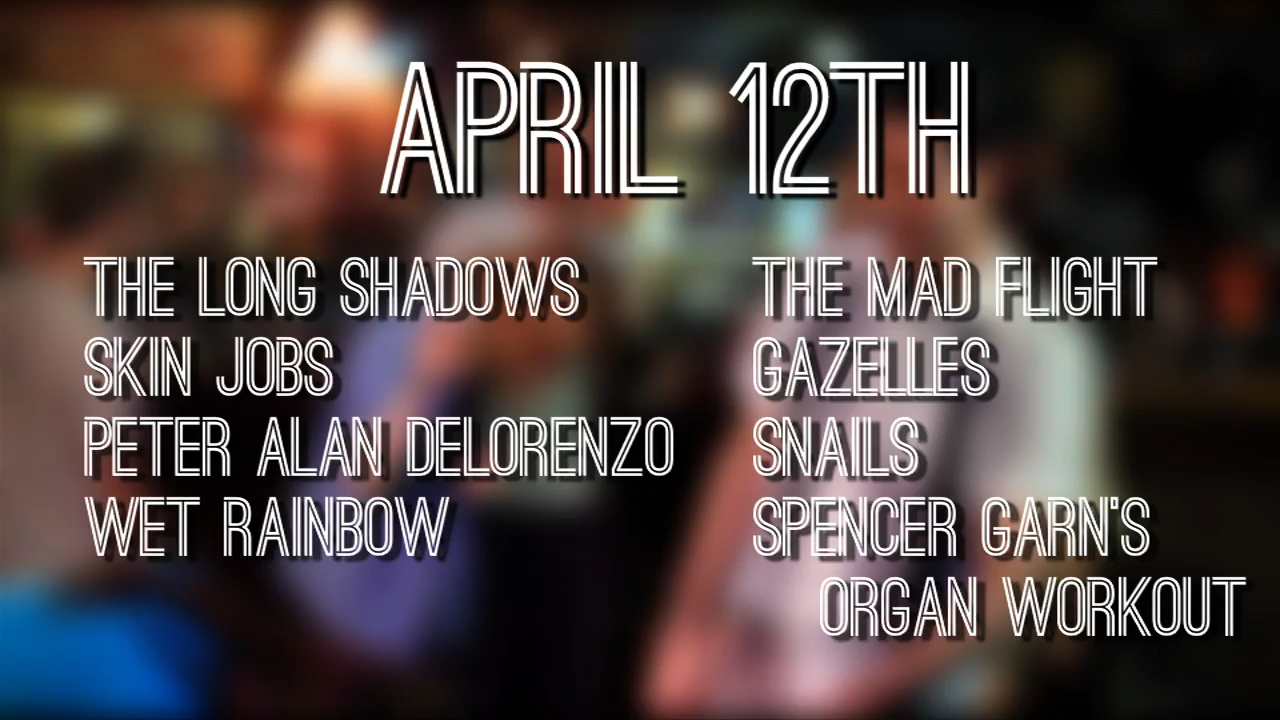 APRIL 12TH
THE LONG SHADOWS
SKIN JOBS
PETER ALAN DELORENZO
WET RAINBOW
THE MAD FLIGHT
GAZELLES
SNAILS
SPENCER GARN'S
ORGAN WORKOUT